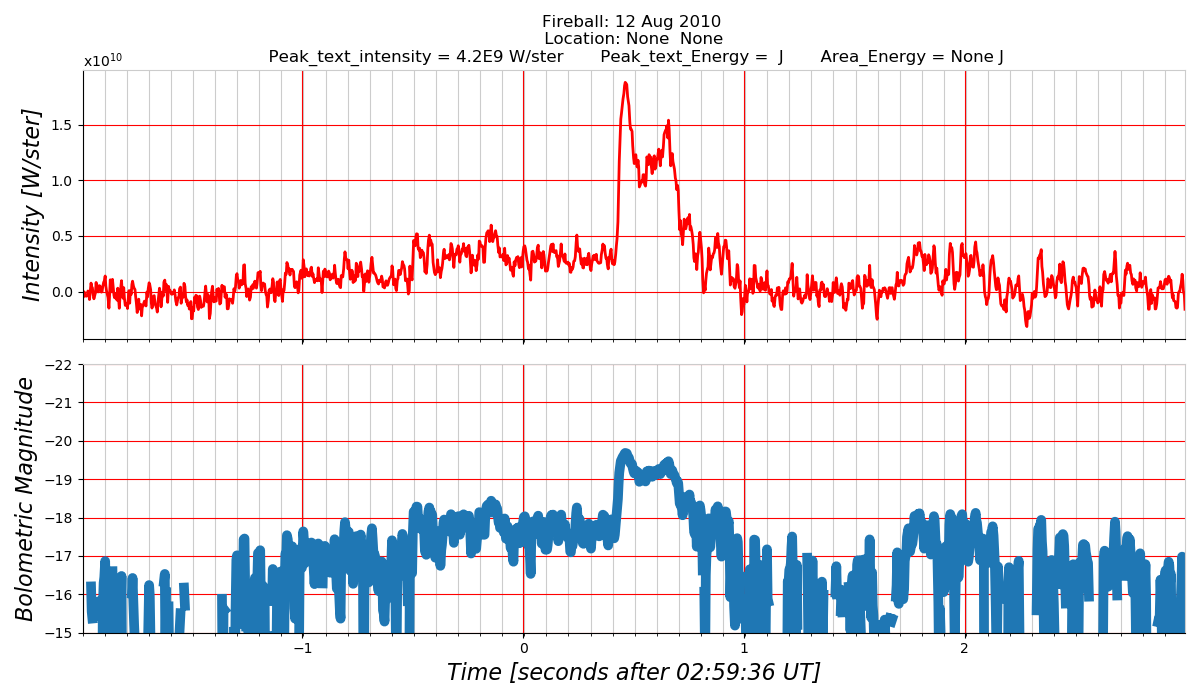 Fireball: 12 Aug 2010
Location: None  None
Peak_text_intensity = 4.2E9 W/ster       Peak_text_Energy =  J       Area_Energy = None J
x10¹⁰
Intensity [W/ster]
1.5
1.0
0.5
0.0
Bolometric Magnitude
−22
−21
−20
−19
−18
−17
−16
−15
−1
0
1
2
Time [seconds after 02:59:36 UT]